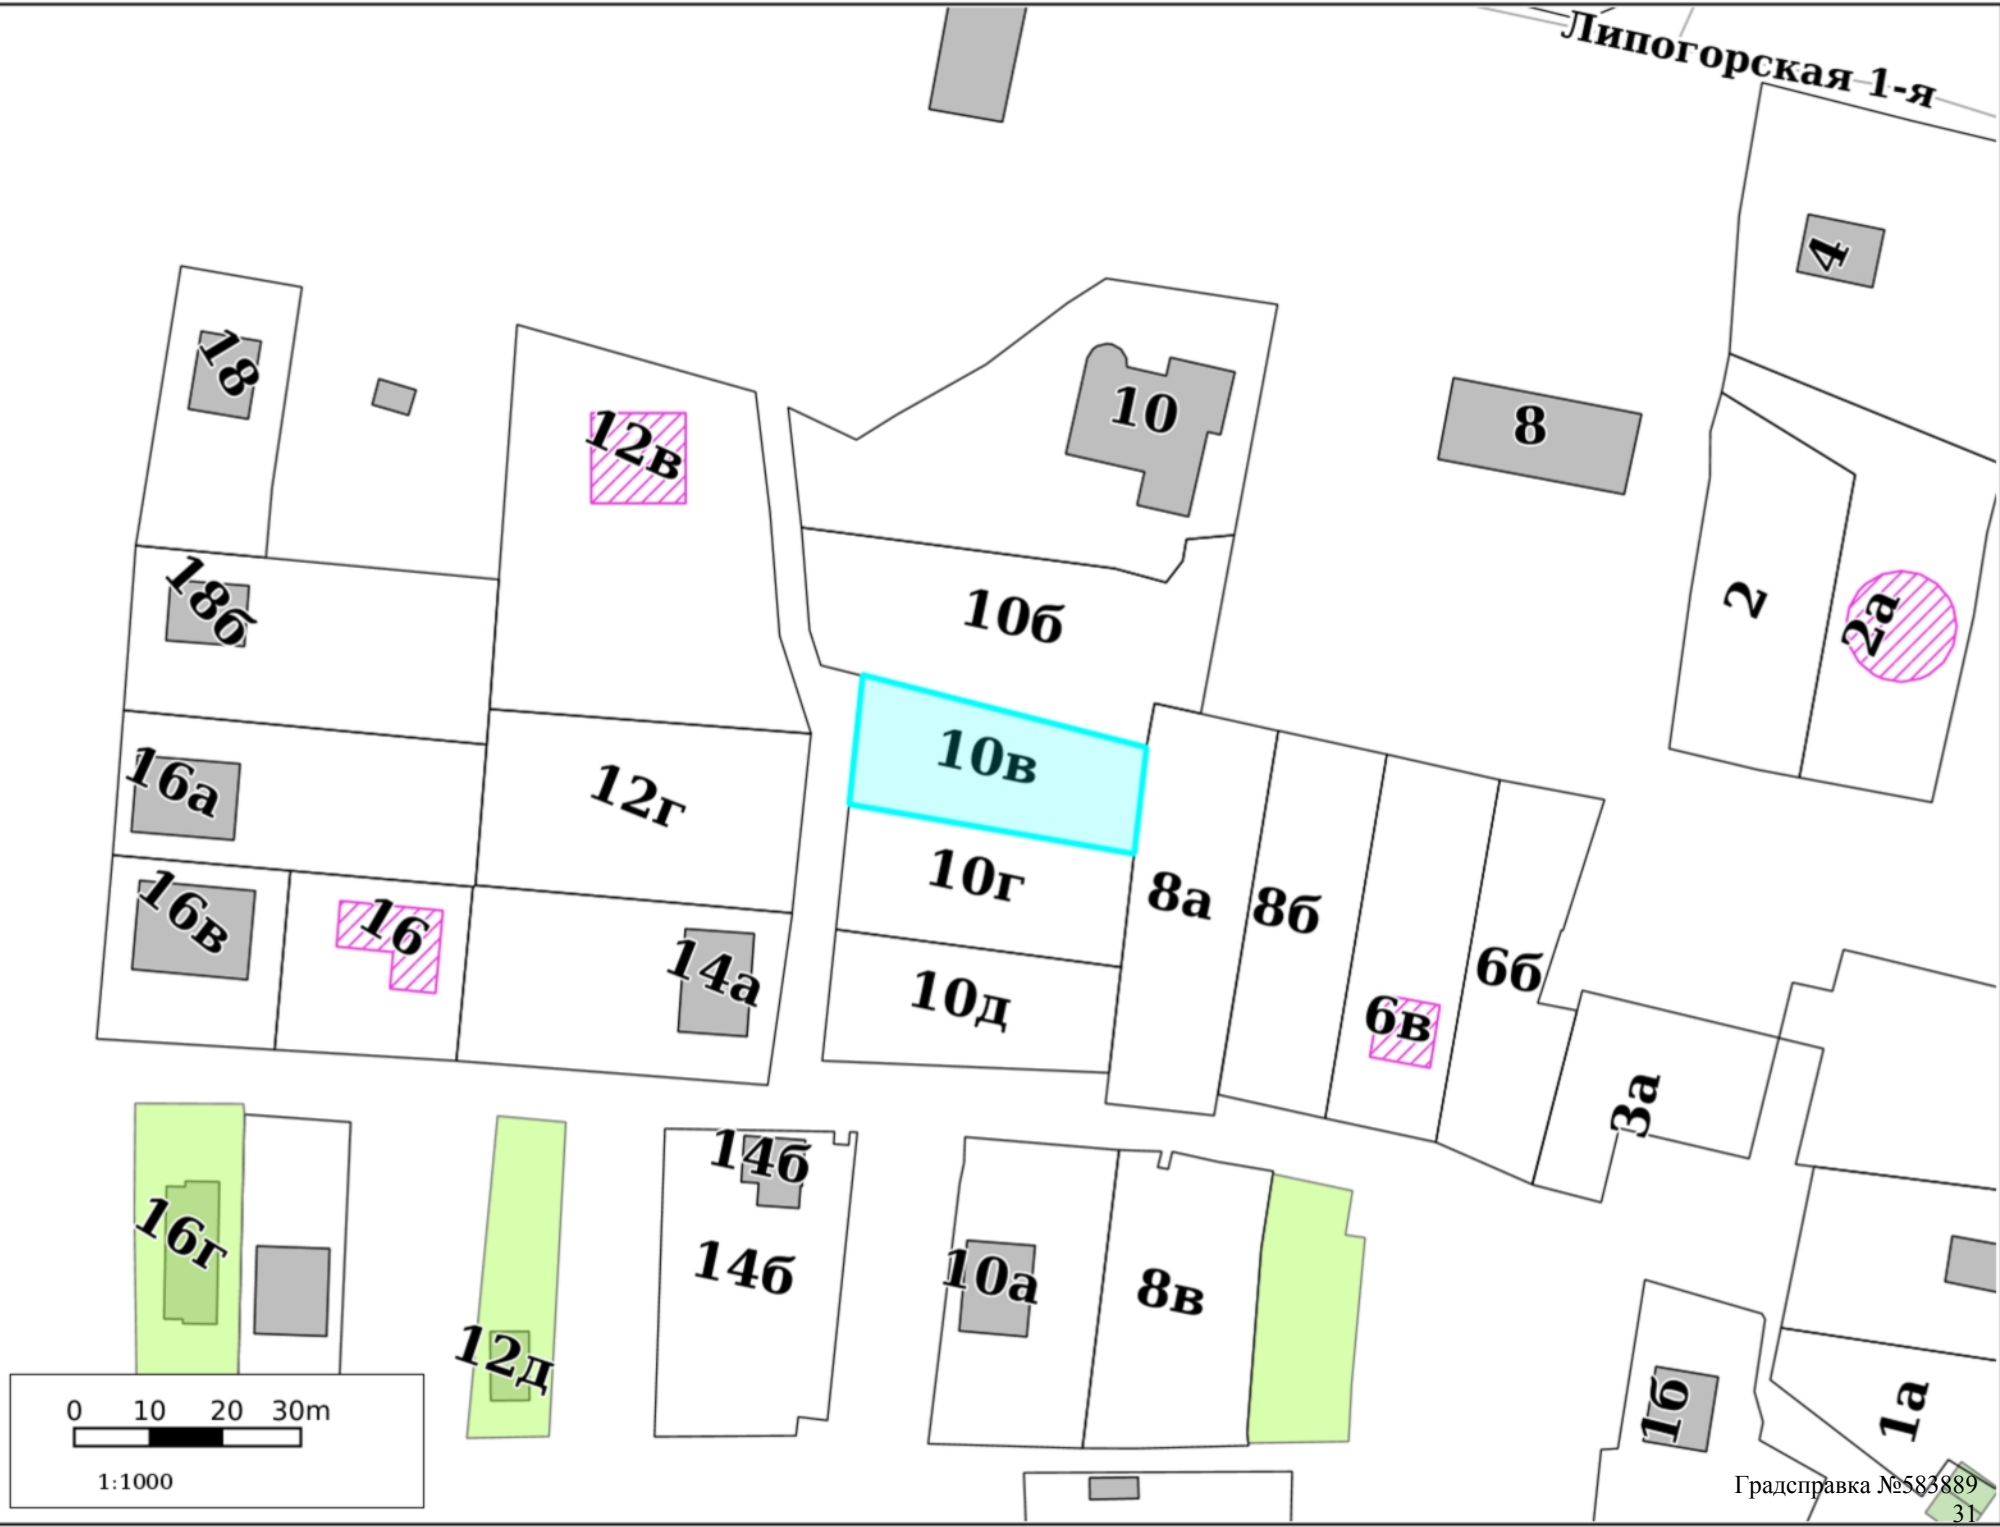 Липогорская 1-я
4
18
12в
10
8
18б
10б
2
2а
16а
12г
10в
10г
8а
8б
16в
16
14а
10д
6б
6в
3а
14б
16г
14б
10а
8в
12д
1б
1а
0 10 20 30m
1:1000
Градсправка №583889
31